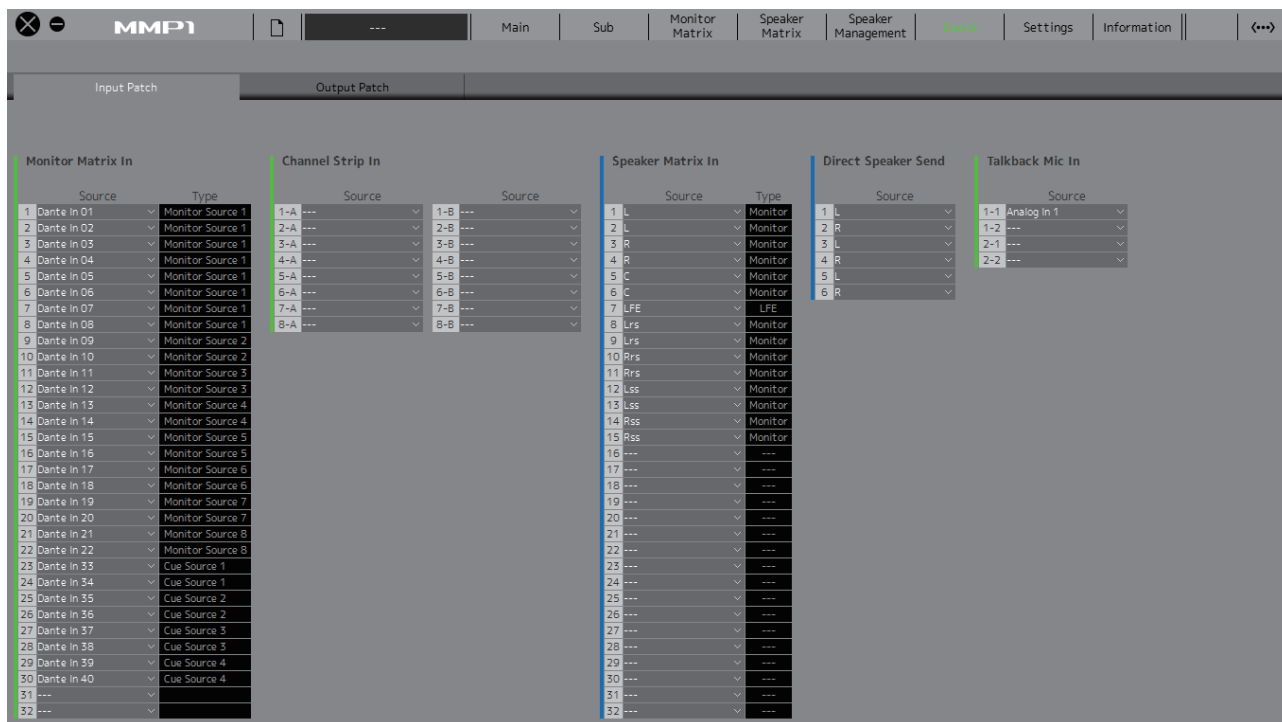 MMP1 --- Main Sub Monitor Matrix Speaker Matrix Speaker Management Settings Information
Input Patch Output Patch
Monitor Matrix In Channel Strip In Speaker Matrix In Direct Speaker Send Talkback Mic In
Source Type Source Source Source Type Source Source
1 Dante In 01 Monitor Source 1 1-A --- 1-B --- 1 L Monitor 1 L 1-1 Analog In 1
2 Dante In 02 Monitor Source 1 2-A --- 2-B --- 2 L Monitor 2 R 1-2 ---
3 Dante In 03 Monitor Source 1 3-A --- 3-B --- 3 R Monitor 3 L 2-1 ---
4 Dante In 04 Monitor Source 1 4-A --- 4-B --- 4 R Monitor 4 R 2-2 ---
5 Dante In 05 Monitor Source 1 5-A --- 5-B --- 5 C Monitor 5 L
6 Dante In 06 Monitor Source 1 6-A --- 6-B --- 6 C Monitor 6 R
7 Dante In 07 Monitor Source 1 7-A --- 7-B --- 7 LFE LFE
8 Dante In 08 Monitor Source 1 8-A --- 8-B --- 8 Lrs Monitor
9 Dante In 09 Monitor Source 2 9 Lrs Monitor
10 Dante In 10 Monitor Source 2 10 Rrs Monitor
11 Dante In 11 Monitor Source 3 11 Rrs Monitor
12 Dante In 12 Monitor Source 3 12 Lss Monitor
13 Dante In 13 Monitor Source 4 13 Lss Monitor
14 Dante In 14 Monitor Source 4 14 Rss Monitor
15 Dante In 15 Monitor Source 5 15 Rss Monitor
16 Dante In 16 Monitor Source 5 16 --- ---
17 Dante In 17 Monitor Source 6 17 --- ---
18 Dante In 18 Monitor Source 6 18 --- ---
19 Dante In 19 Monitor Source 7 19 --- ---
20 Dante In 20 Monitor Source 7 20 --- ---
21 Dante In 21 Monitor Source 8 21 --- ---
22 Dante In 22 Monitor Source 8 22 --- ---
23 Dante In 33 Cue Source 1 23 --- ---
24 Dante In 34 Cue Source 1 24 --- ---
25 Dante In 35 Cue Source 2 25 --- ---
26 Dante In 36 Cue Source 2 26 --- ---
27 Dante In 37 Cue Source 3 27 --- ---
28 Dante In 38 Cue Source 3 28 --- ---
29 Dante In 39 Cue Source 4 29 --- ---
30 Dante In 40 Cue Source 4 30 --- ---
31 --- 31 --- ---
32 --- 32 --- ---